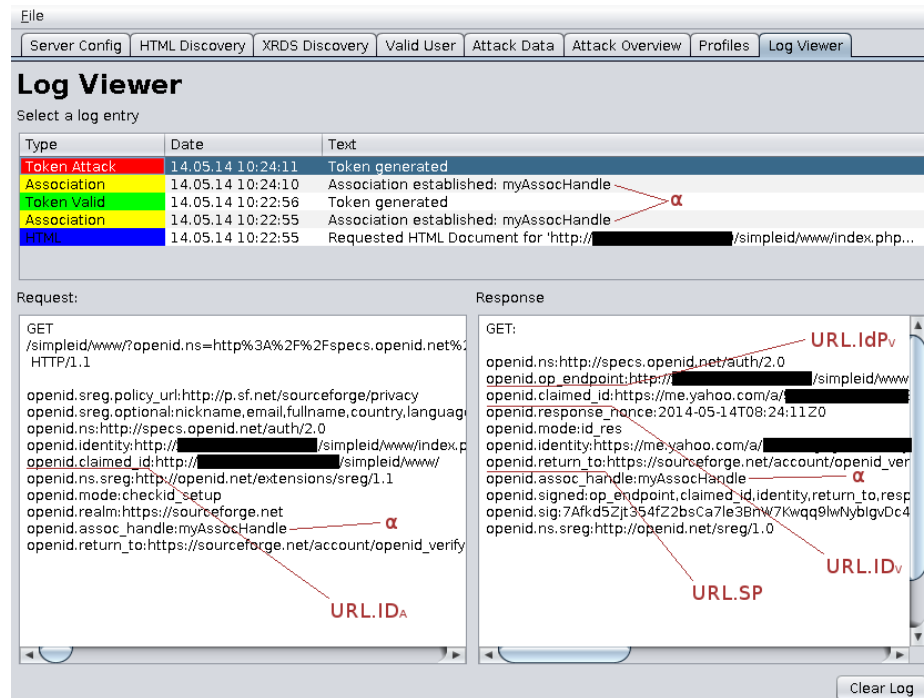 File
Server Config HTML Discovery XRDS Discovery Valid User Attack Data Attack Overview Profiles Log Viewer
Log Viewer
Select a log entry
Type Date Text
Token Attack 14.05.14 10:24:11 Token generated
Association 14.05.14 10:24:10 Association established: myAssocHandle
α
Token Valid 14.05.14 10:22:56 Token generated
Association 14.05.14 10:22:55 Association established: myAssocHandle
HTML 14.05.14 10:22:55 Requested HTML Document for 'http:// /simpleid/www/index.php...
Request:
GET
/simpleid/www/?openid.ns=http%3A%2F%2Fspecs.openid.net%2
HTTP/1.1
openid.sreg.policy_url:http://p.sf.net/sourceforge/privacy
openid.sreg.optional:nickname,email,fullname,country,language
openid.ns:http://specs.openid.net/auth/2.0
openid.identity:http:// /simpleid/www/index.p
openid.claimed_id:http:// /simpleid/www/
openid.ns.sreg:http://openid.net/extensions/sreg/1.1
openid.mode:checkid_setup
openid.realm:https://sourceforge.net
openid.assoc_handle:myAssocHandle α
openid.return_to:https://sourceforge.net/account/openid_verify
URL.IDA
Response
GET:
URL.IdPV
openid.ns:http://specs.openid.net/auth/2.0
openid.op_endpoint:http:// /simpleid/www
openid.claimed_id:https://me.yahoo.com/a/
openid.response_nonce:2014-05-14T08:24:11Z0
openid.mode:id_res
openid.identity:https://me.yahoo.com/a/
openid.return_to:https://sourceforge.net/account/openid_ver
openid.assoc_handle:myAssocHandle α
openid.signed:op_endpoint,claimed_id,identity,return_to,resp
openid.sig:7Afkd5Zjt354fZ2bsCa7le3BnW7Kwqq9lwNyblgvDc4
openid.ns.sreg:http://openid.net/sreg/1.0
URL.IDV
URL.SP
Clear Log